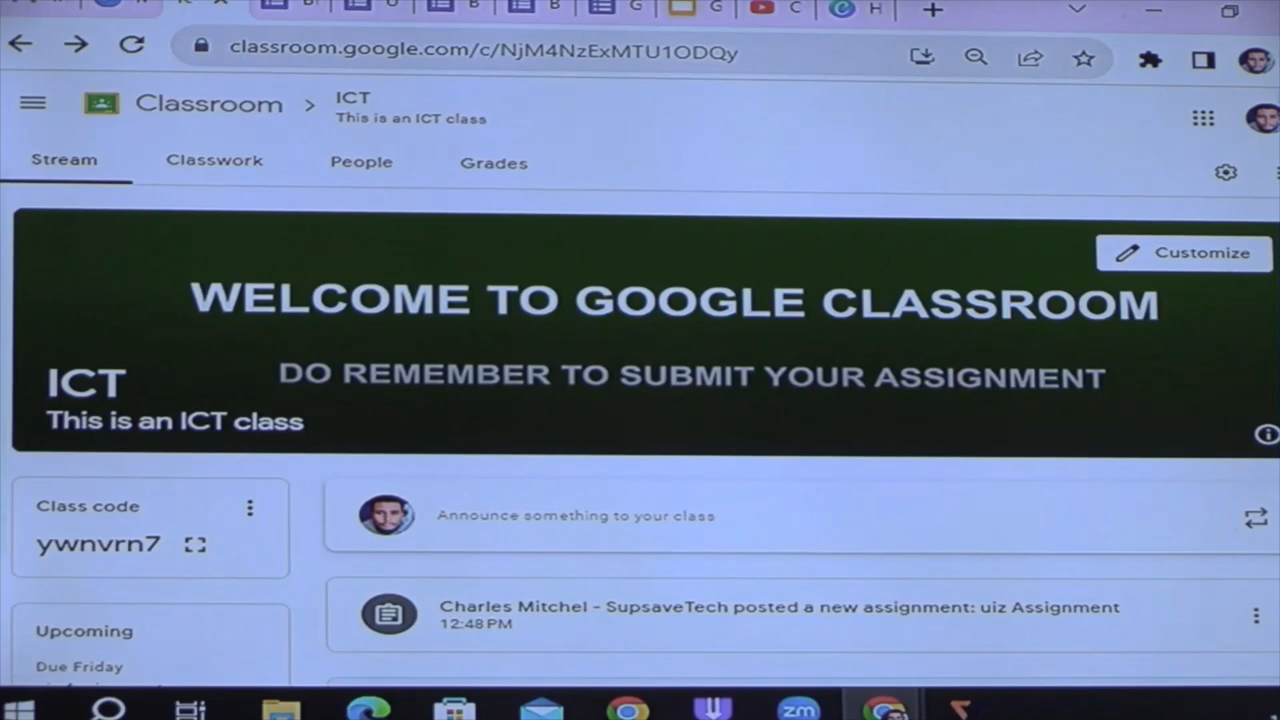 classroom.google.com/c/NjM4NzExMTU1ODQy
Classroom > ICT
This is an ICT class
Stream Classwork People Grades
Customize
WELCOME TO GOOGLE CLASSROOM
DO REMEMBER TO SUBMIT YOUR ASSIGNMENT
ICT
This is an ICT class
Class code
ywnvrn7
Announce something to your class
Charles Mitchel - SupsaveTech posted a new assignment: uiz Assignment
12:48 PM
Upcoming
Due Friday
zm